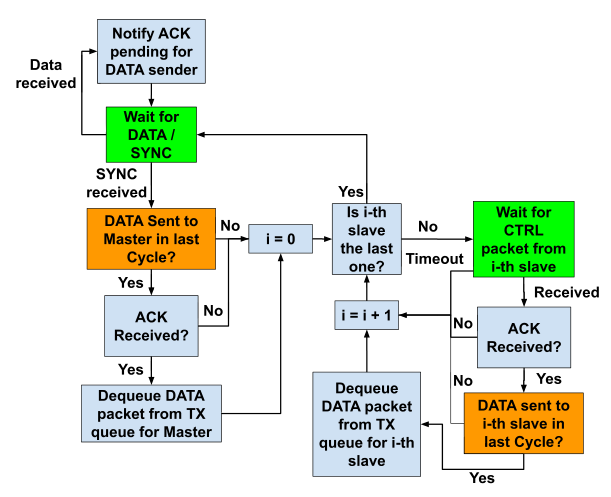 Notify ACK
pending for
DATA sender
Data
received
Wait for
DATA /
SYNC
SYNC
received
DATA Sent to
Master in last
Cycle?
No
Yes
ACK
Received?
No
Yes
Dequeue DATA
packet from TX
queue for Master
i = 0
Yes
Is i-th
slave
the last
one?
No
Timeout
Wait for
CTRL
packet from
i-th slave
Received
i = i + 1
No
ACK
Received?
Yes
No
DATA sent to
i-th slave in
last Cycle?
Yes
Dequeue
DATA packet
from TX
queue for i-th
slave